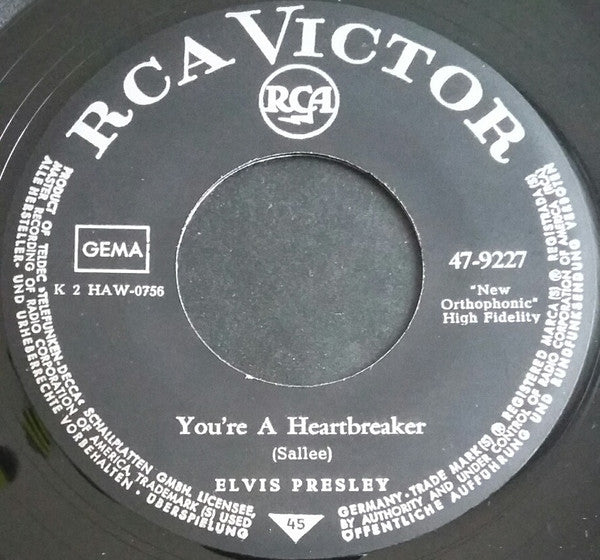 RCA VICTOR
RCA
GEMA
K 2 HAW-0756
47-9227
"New
Orthophonic"
High Fidelity
You're A Heartbreaker
(Sallee)
ELVIS PRESLEY
45
PRODUCT OF TELDEC »TELEFUNKEN-DECCA« SCHALLPLATTEN GMBH, LICENSEE,
MASTER RECORDING OF RADIO CORPORATION OF AMERICA, TRADEMARK (S) USED
ALLE HERSTELLER- UND URHEBERRECHTE VORBEHALTEN · ÜBERSPIELUNG
GERMANY · TRADE MARK(S) ® REGISTERED MARCA(S) ® REGISTRADA(S)
BY AUTHORITY AND UNDER CONTROL OF RADIO CORPORATION OF AMERICA
ÖFFENTLICHE AUFFÜHRUNG UND RUNDFUNKSENDUNG